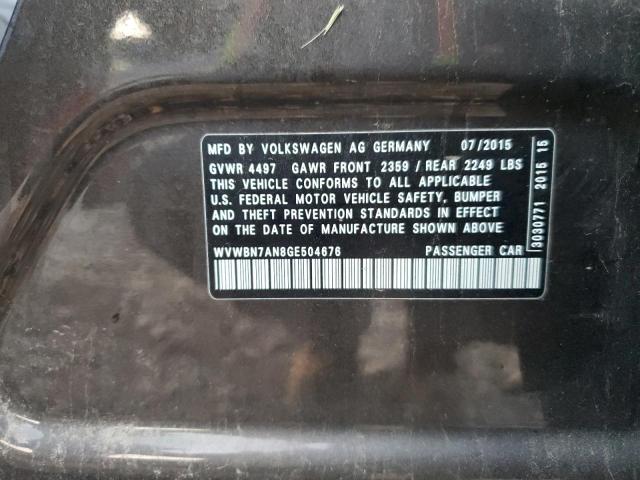 MFD BY VOLKSWAGEN AG GERMANY 07/2015
GVWR 4497 GAWR FRONT 2359 / REAR 2249 LBS
THIS VEHICLE CONFORMS TO ALL APPLICABLE
U.S. FEDERAL MOTOR VEHICLE SAFETY, BUMPER
AND THEFT PREVENTION STANDARDS IN EFFECT
ON THE DATE OF MANUFACTURE SHOWN ABOVE
WVWBN7AN8GE504676 PASSENGER CAR
3030771 2015 15